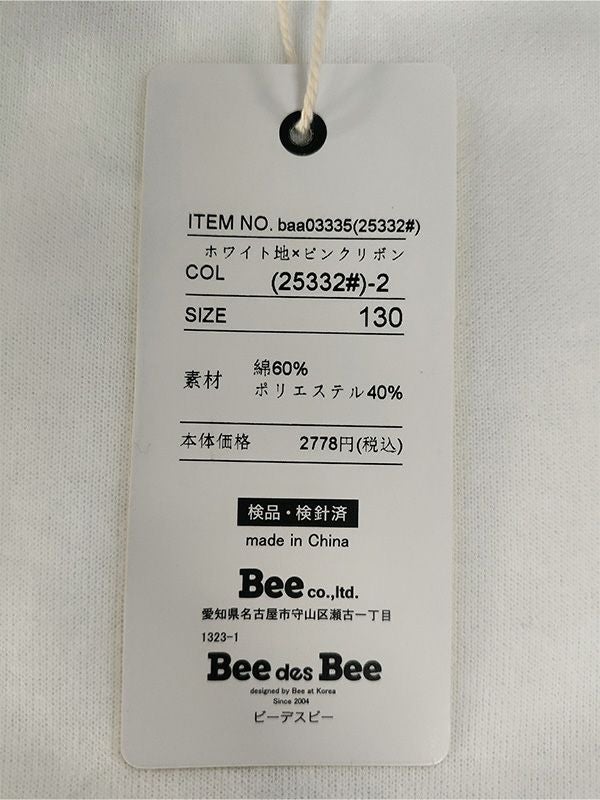 ITEM NO. baa03335(25332#)
ホワイト地×ピンクリボン
COL (25332#)-2
SIZE 130
素材 綿60%
ポリエステル40%
本体価格 2778円(税込)
検品・検針済
made in China
Bee co.,ltd.
愛知県名古屋市守山区瀬古一丁目
1323-1
Bee des Bee
designed by Bee at Korea
Since 2004
ビーデスビー